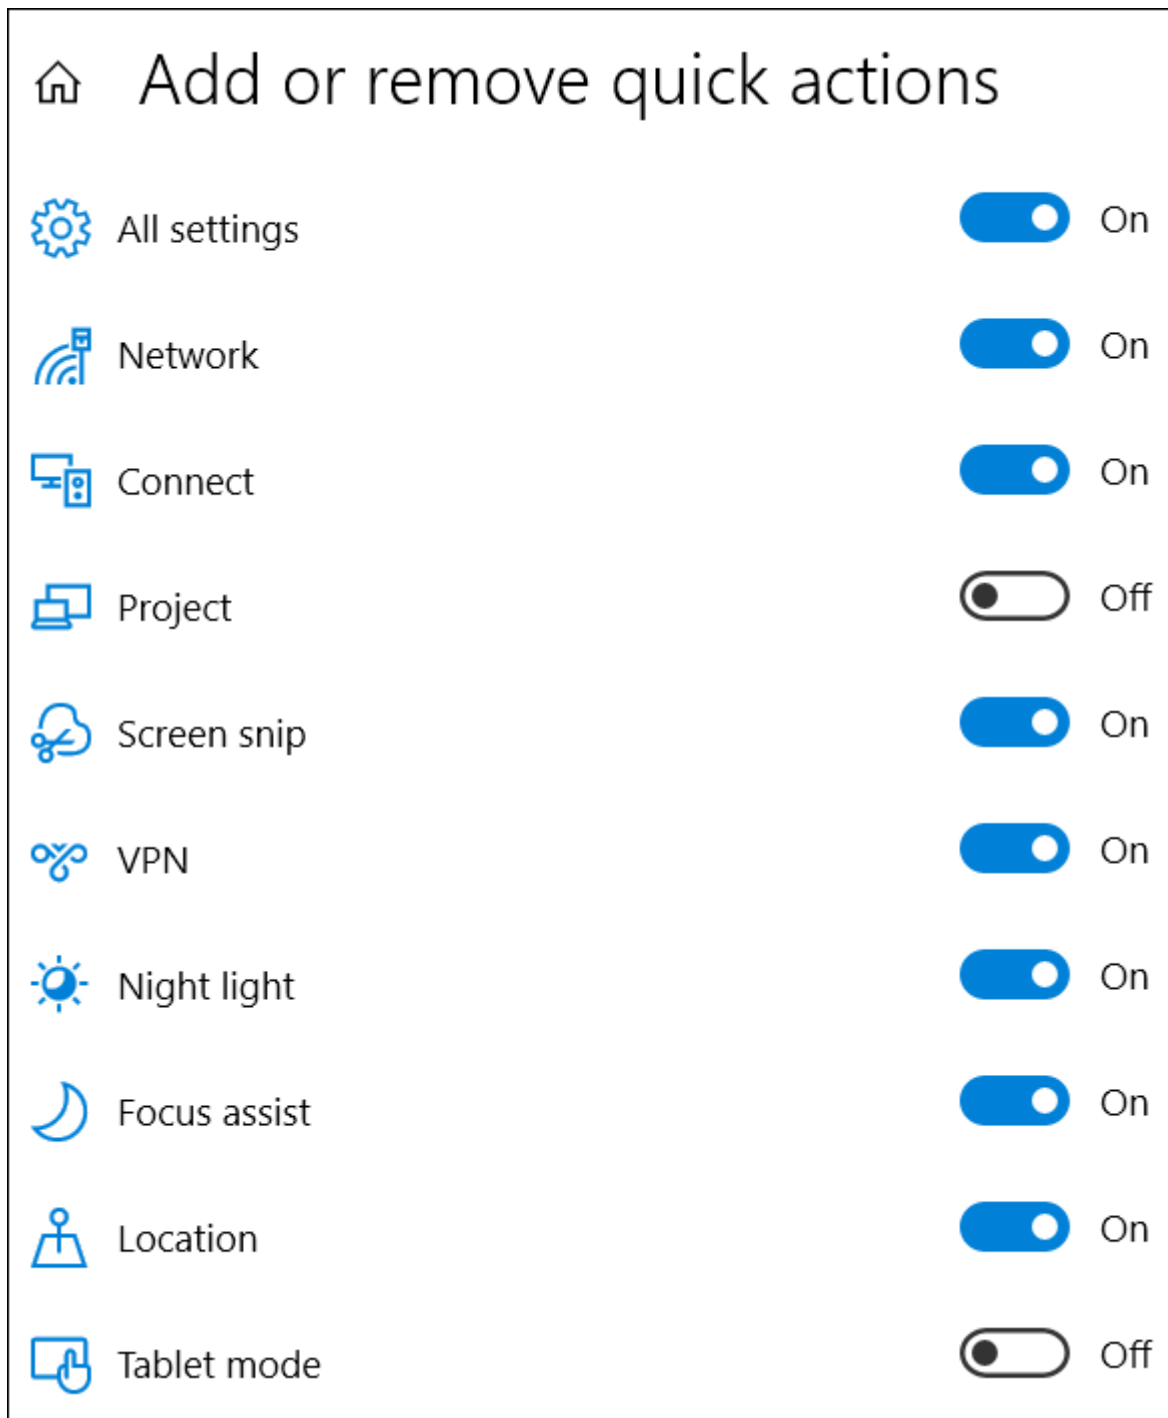 Add or remove quick actions
All settings On
Network On
Connect On
Project Off
Screen snip On
VPN On
Night light On
Focus assist On
Location On
Tablet mode Off